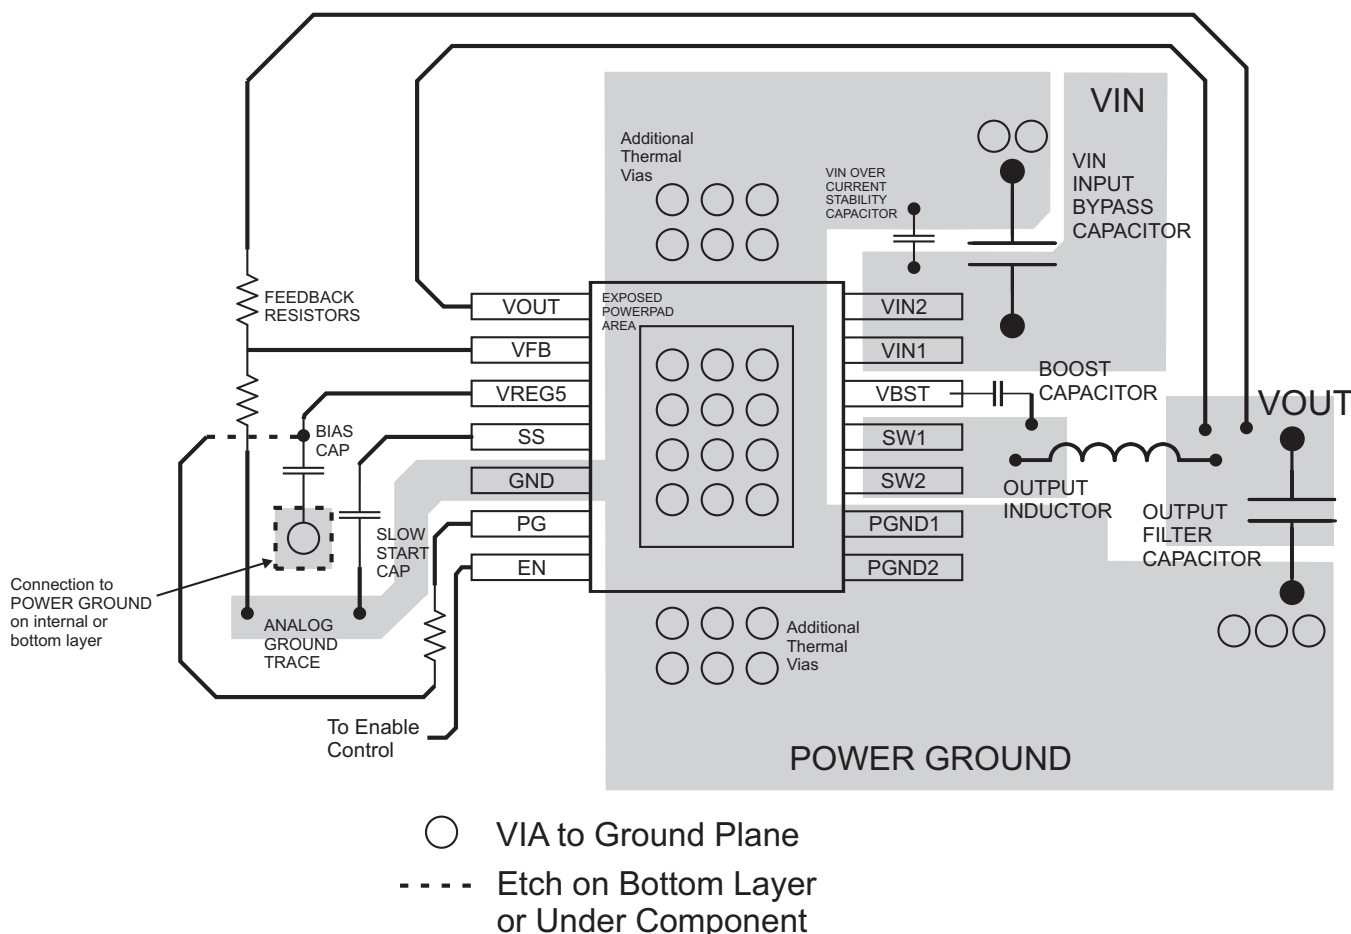 VIN
Additional
Thermal
Vias
VIN OVER
CURRENT
STABILITY
CAPACITOR
VIN
INPUT
BYPASS
CAPACITOR
FEEDBACK
RESISTORS
VOUT
EXPOSED
POWERPAD
AREA
VIN2
VFB
VIN1
VREG5
VBST
BOOST
CAPACITOR
VOUT
BIAS
CAP
SS
SW1
GND
SW2
OUTPUT
INDUCTOR
OUTPUT
FILTER
CAPACITOR
SLOW
START
CAP
PG
PGND1
EN
PGND2
Connection to
POWER GROUND
on internal or
bottom layer
ANALOG
GROUND
TRACE
Additional
Thermal
Vias
To Enable
Control
POWER GROUND
VIA to Ground Plane
Etch on Bottom Layer
or Under Component